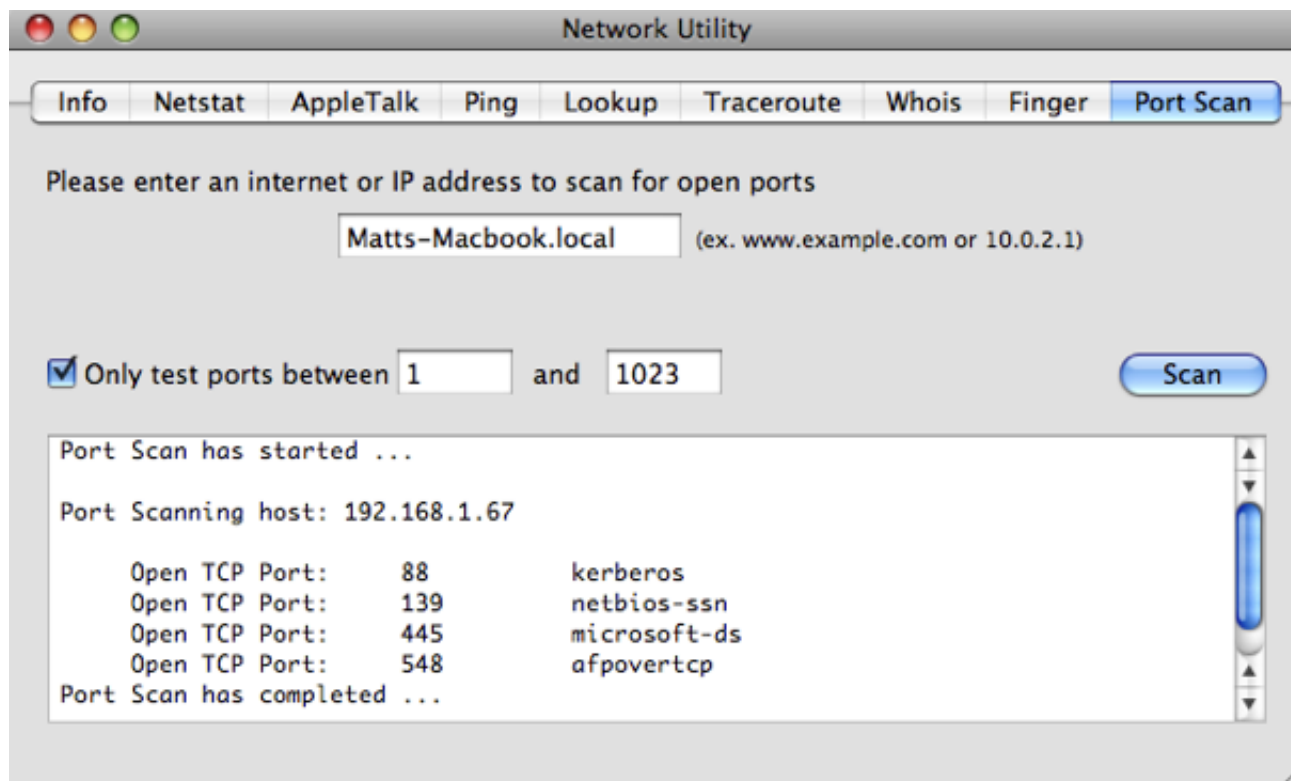 Network Utility
Info Netstat AppleTalk Ping Lookup Traceroute Whois Finger Port Scan
Please enter an internet or IP address to scan for open ports
Matts-Macbook.local (ex. www.example.com or 10.0.2.1)
Only test ports between 1 and 1023 Scan
Port Scan has started ...
Port Scanning host: 192.168.1.67
Open TCP Port: 88 kerberos
Open TCP Port: 139 netbios-ssn
Open TCP Port: 445 microsoft-ds
Open TCP Port: 548 afpovertcp
Port Scan has completed ...